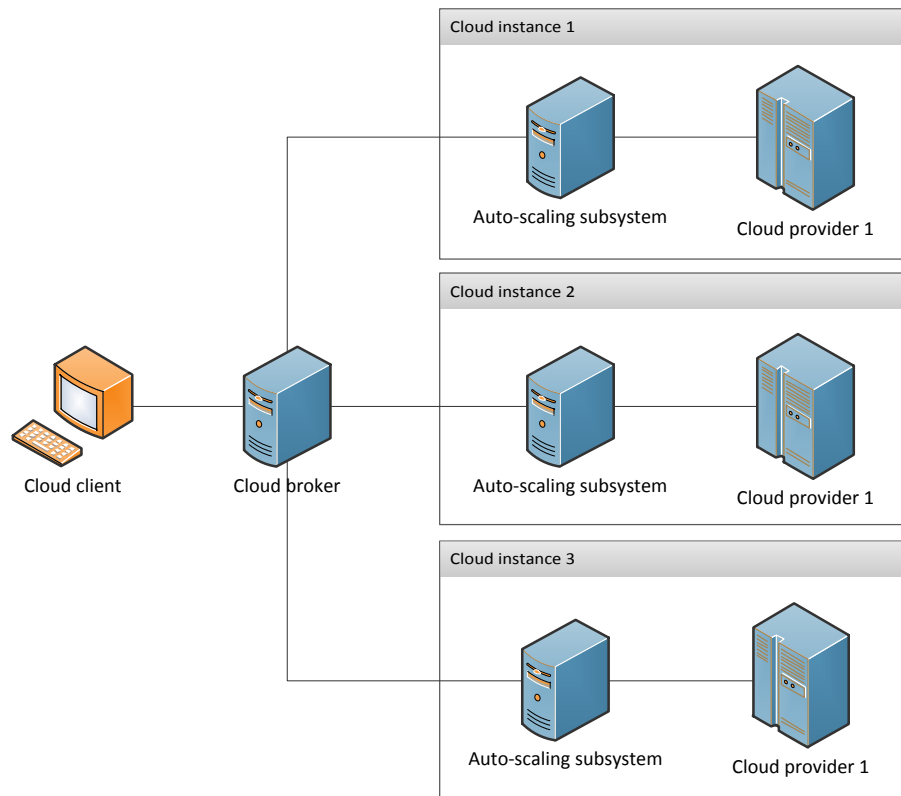 Cloud instance 1
Auto-scaling subsystem
Cloud provider 1
Cloud instance 2
Cloud client
Cloud broker
Auto-scaling subsystem
Cloud provider 1
Cloud instance 3
Auto-scaling subsystem
Cloud provider 1